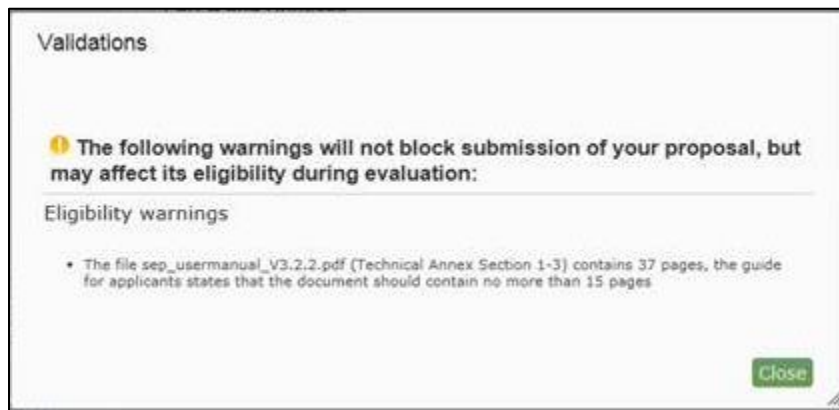 Validations
The following warnings will not block submission of your proposal, but
may affect its eligibility during evaluation:
Eligibility warnings
• The file sep_usermanual_V3.2.2.pdf (Technical Annex Section 1-3) contains 37 pages, the guide
for applicants states that the document should contain no more than 15 pages
Close